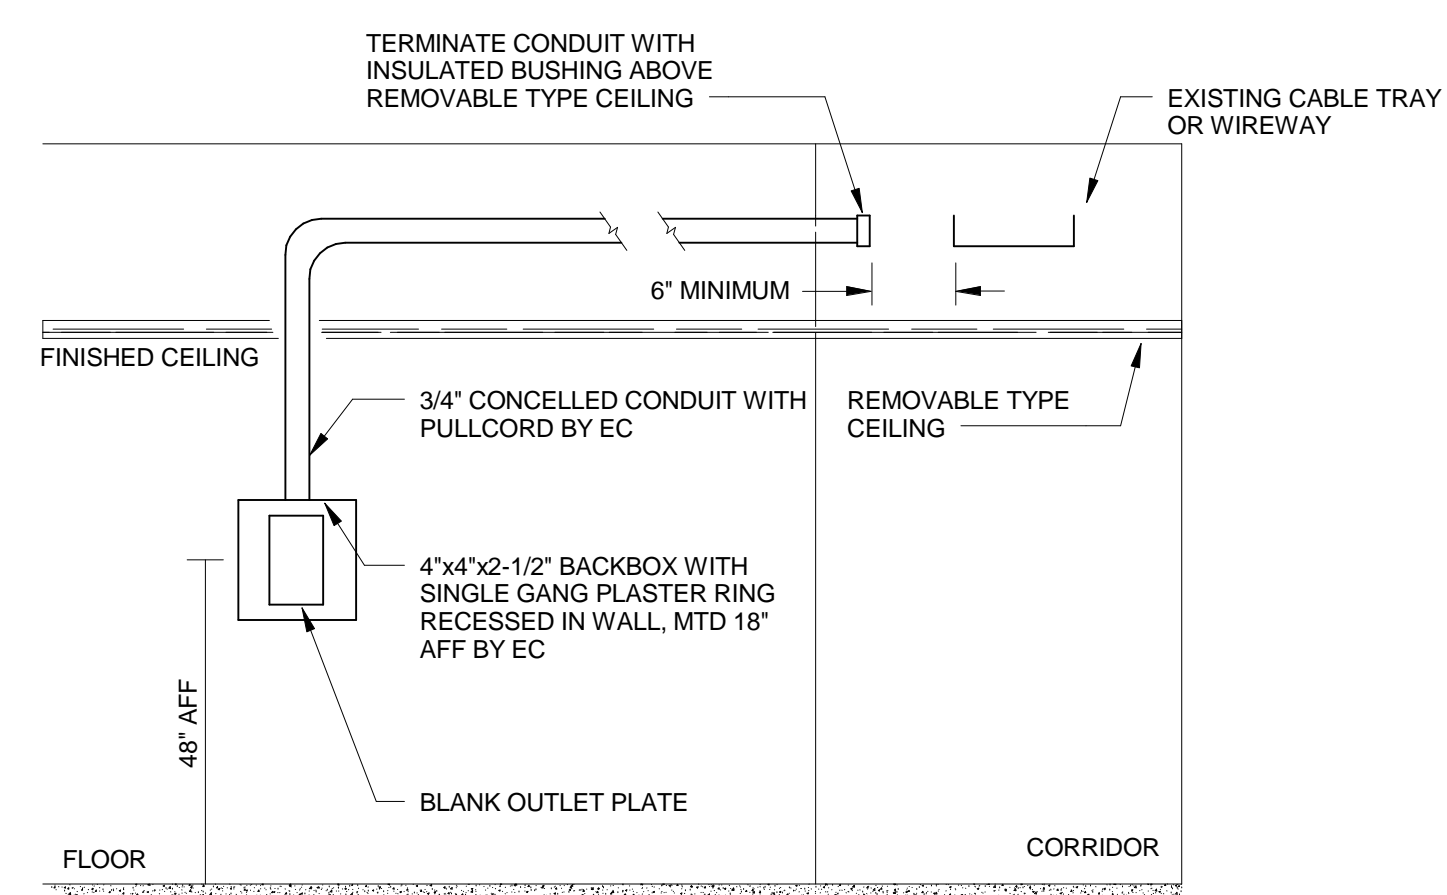 TERMINATE CONDUIT WITH
INSULATED BUSHING ABOVE
REMOVABLE TYPE CEILING
EXISTING CABLE TRAY
OR WIREWAY
6" MINIMUM
FINISHED CEILING
3/4" CONCELLED CONDUIT WITH
PULLCORD BY EC
REMOVABLE TYPE
CEILING
4"x4"x2-1/2" BACKBOX WITH
SINGLE GANG PLASTER RING
RECESSED IN WALL, MTD 18"
AFF BY EC
48" AFF
BLANK OUTLET PLATE
FLOOR
CORRIDOR